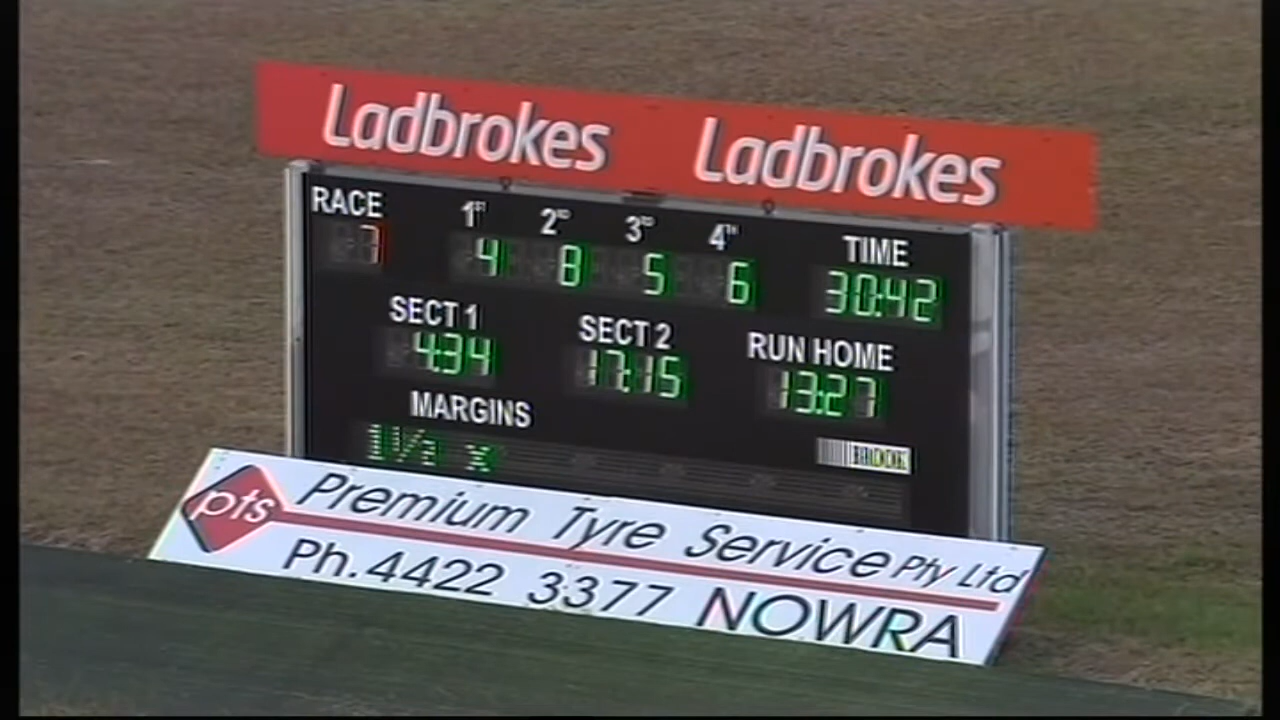 Ladbrokes Ladbrokes
RACE 1ST 2ND 3RD 4TH TIME
7 4 8 5 6 30:42
SECT 1 SECT 2 RUN HOME
4:34 17:15 13:27
MARGINS
1 1/2 x
pts Premium Tyre Service Pty Ltd
Ph. 4422 3377 NOWRA